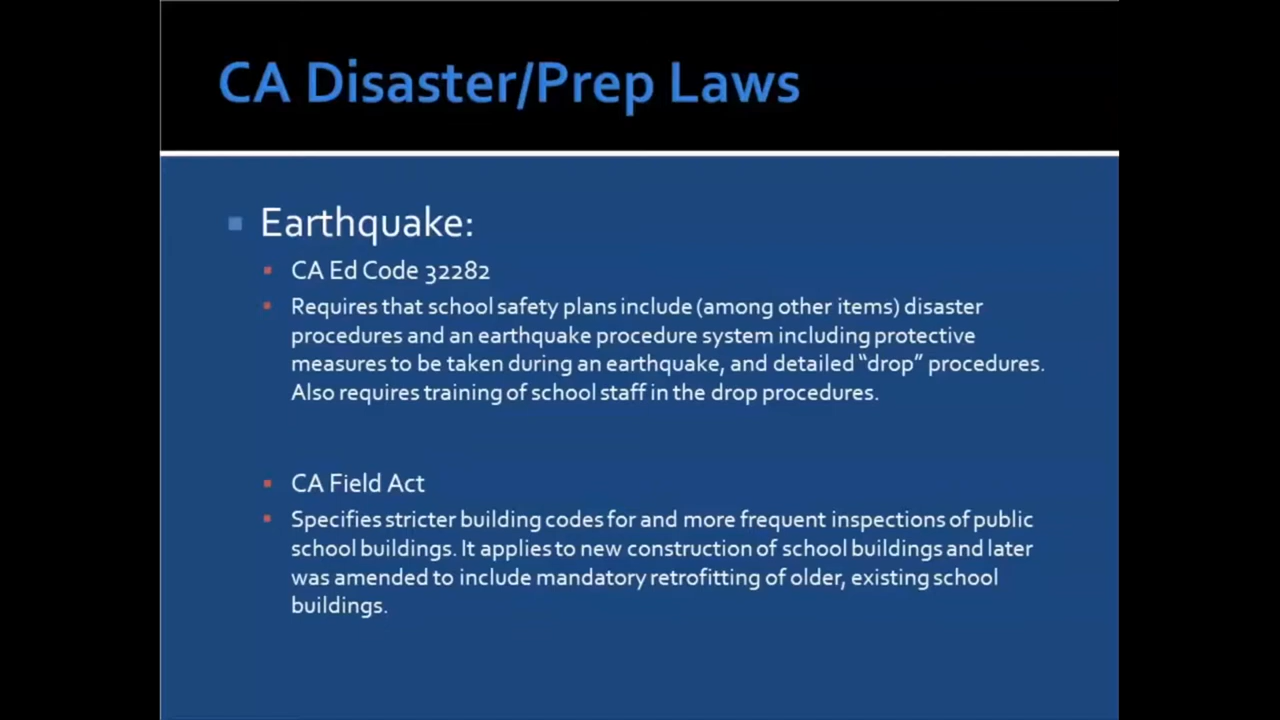 CA Disaster/Prep Laws
Earthquake:
CA Ed Code 32282
Requires that school safety plans include (among other items) disaster
procedures and an earthquake procedure system including protective
measures to be taken during an earthquake, and detailed “drop” procedures.
Also requires training of school staff in the drop procedures.
CA Field Act
Specifies stricter building codes for and more frequent inspections of public
school buildings. It applies to new construction of school buildings and later
was amended to include mandatory retrofitting of older, existing school
buildings.